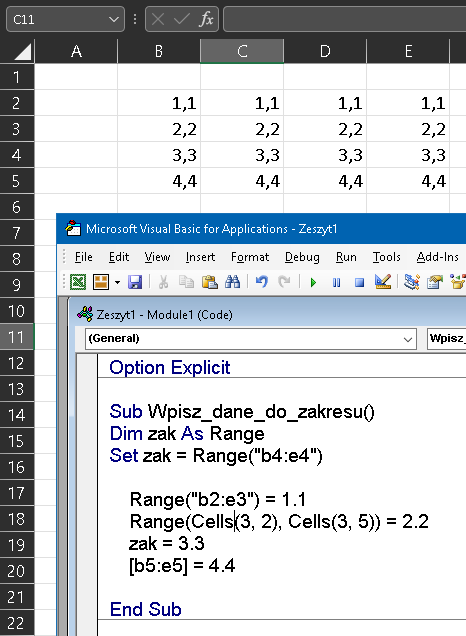 C11 fx
A B C D E
1
2 1,1 1,1 1,1 1,1
3 2,2 2,2 2,2 2,2
4 3,3 3,3 3,3 3,3
5 4,4 4,4 4,4 4,4
6
7
8
9
10
11
12
13
14
15
16
17
18
19
20
21
22
Microsoft Visual Basic for Applications - Zeszyt1
File Edit View Insert Format Debug Run Tools Add-Ins
Zeszyt1 - Module1 (Code)
(General) Wpisz_
Option Explicit
Sub Wpisz_dane_do_zakresu()
Dim zak As Range
Set zak = Range("b4:e4")
Range("b2:e3") = 1.1
Range(Cells(3, 2), Cells(3, 5)) = 2.2
zak = 3.3
[b5:e5] = 4.4
End Sub